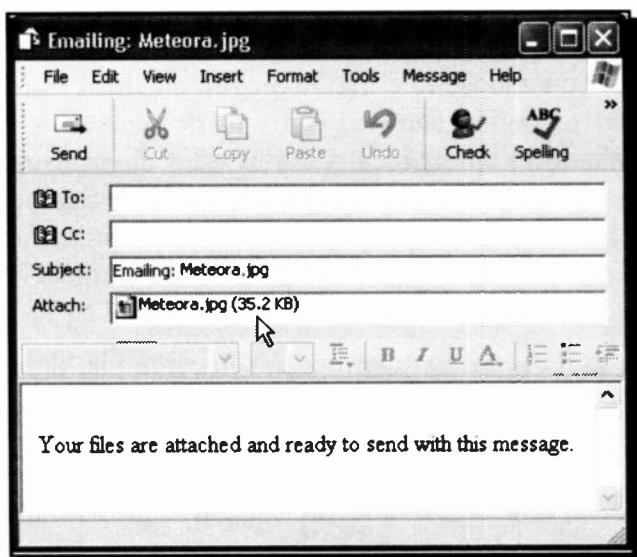 Emailing: Meteora.jpg
File Edit View Insert Format Tools Message Help
Send Cut Copy Paste Undo Check ABC Spelling »
To:
Cc:
Subject: Emailing: Meteora.jpg
Attach: Meteora.jpg (35.2 KB)
B I U A
Your files are attached and ready to send with this message.